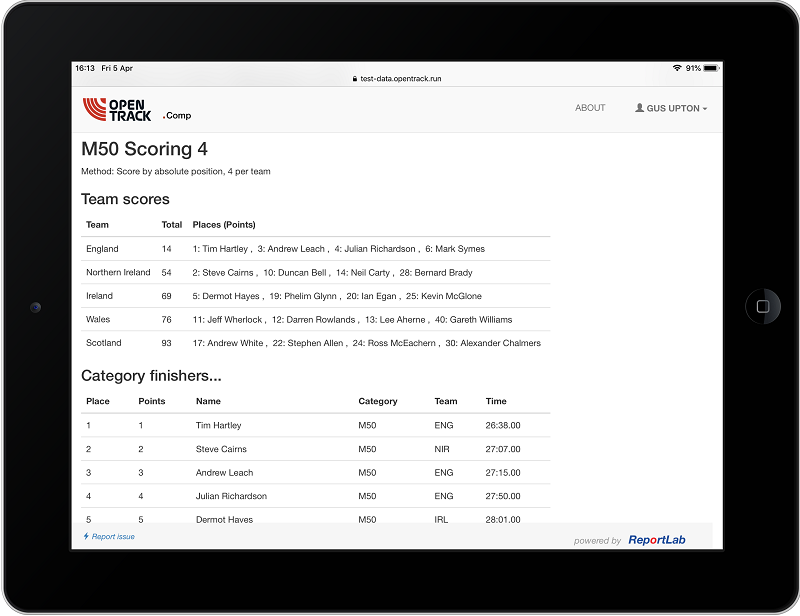 16:13 Fri 5 Apr 91%
test-data.opentrack.run
OPEN TRACK .Comp ABOUT GUS UPTON
M50 Scoring 4
Method: Score by absolute position, 4 per team
Team scores
Team Total Places (Points)
England 14 1: Tim Hartley , 3: Andrew Leach , 4: Julian Richardson , 6: Mark Symes
Northern Ireland 54 2: Steve Cairns , 10: Duncan Bell , 14: Neil Carty , 28: Bernard Brady
Ireland 69 5: Dermot Hayes , 19: Phelim Glynn , 20: Ian Egan , 25: Kevin McGlone
Wales 76 11: Jeff Wherlock , 12: Darren Rowlands , 13: Lee Aherne , 40: Gareth Williams
Scotland 93 17: Andrew White , 22: Stephen Allen , 24: Ross McEachern , 30: Alexander Chalmers
Category finishers...
Place Points Name Category Team Time
1 1 Tim Hartley M50 ENG 26:38.00
2 2 Steve Cairns M50 NIR 27:07.00
3 3 Andrew Leach M50 ENG 27:15.00
4 4 Julian Richardson M50 ENG 27:50.00
5 5 Dermot Hayes M50 IRL 28:01.00
Report issue powered by ReportLab